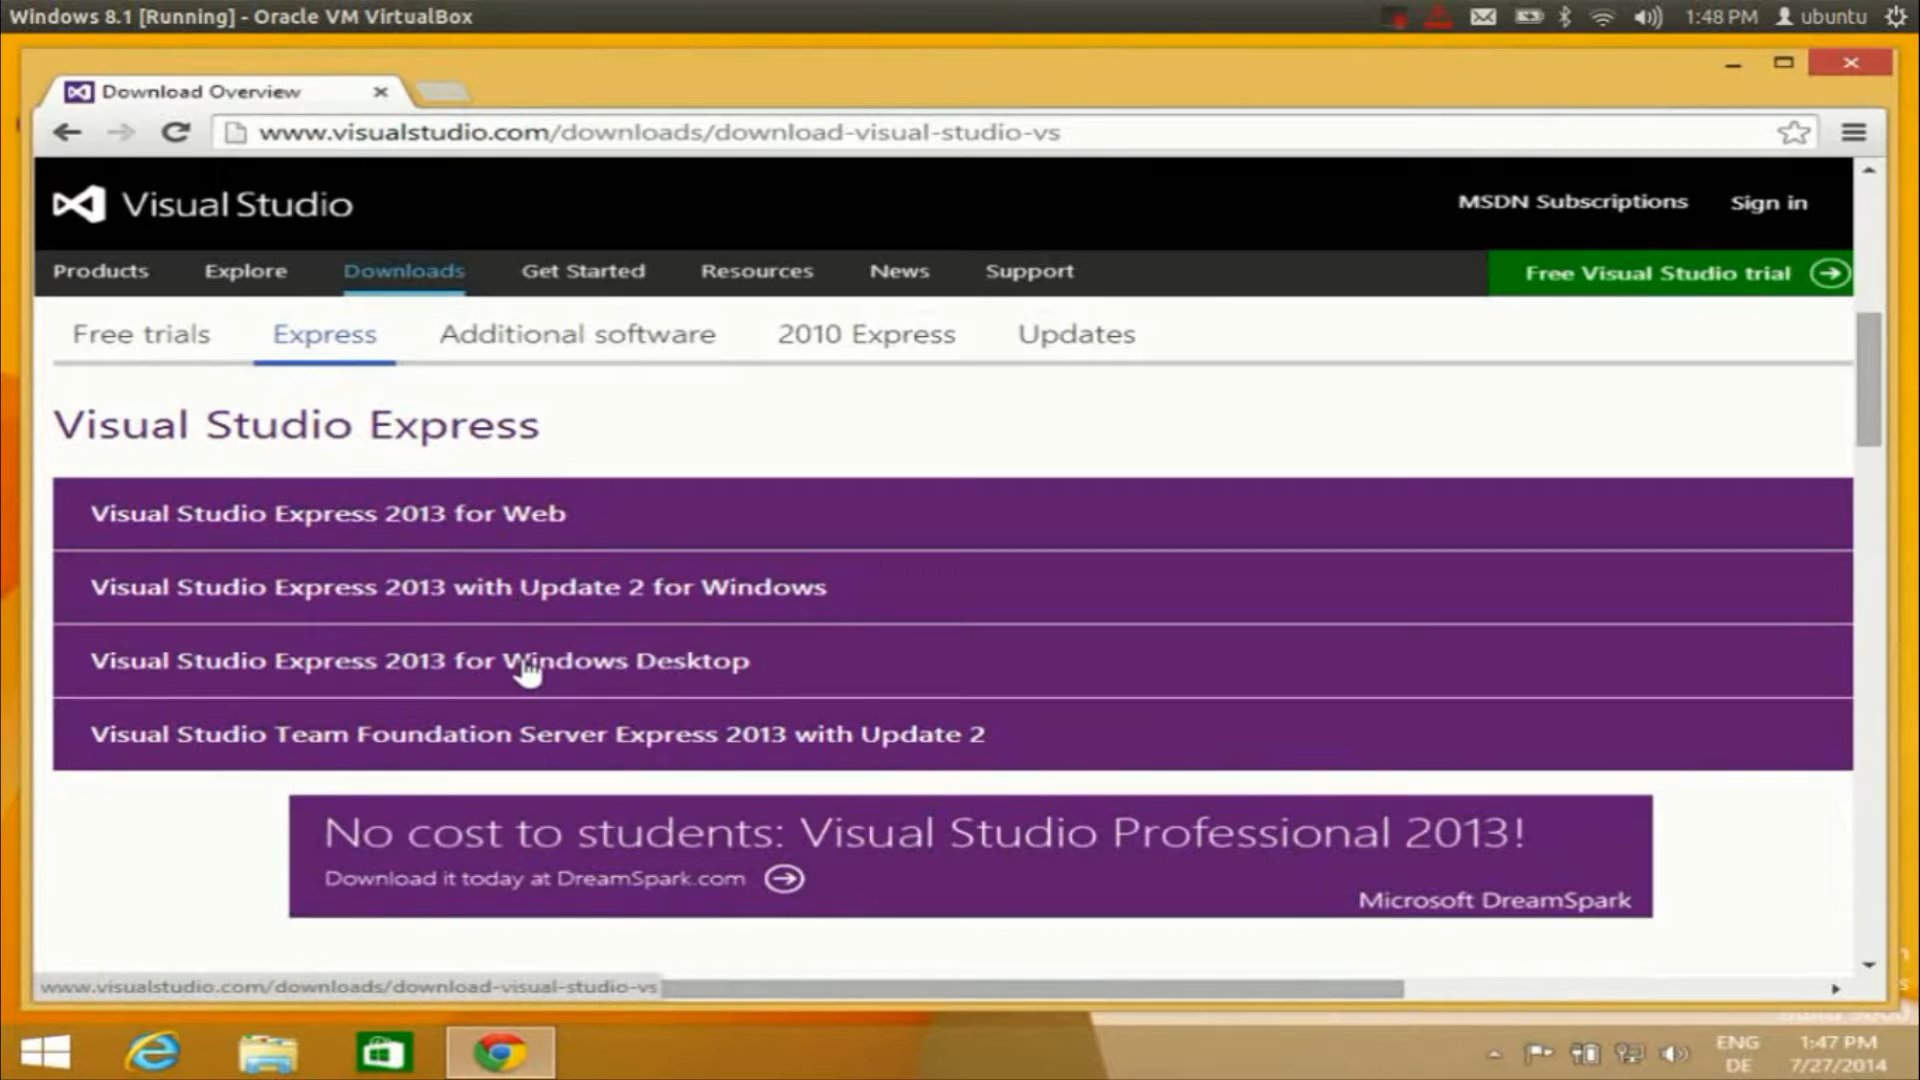 Windows 8.1 [Running] - Oracle VM VirtualBox
1:48 PM ubuntu
Download Overview
www.visualstudio.com/downloads/download-visual-studio-vs
Visual Studio
MSDN Subscriptions Sign in
Products Explore Downloads Get Started Resources News Support Free Visual Studio trial
Free trials Express Additional software 2010 Express Updates
Visual Studio Express
Visual Studio Express 2013 for Web
Visual Studio Express 2013 with Update 2 for Windows
Visual Studio Express 2013 for Windows Desktop
Visual Studio Team Foundation Server Express 2013 with Update 2
No cost to students: Visual Studio Professional 2013!
Download it today at DreamSpark.com
Microsoft DreamSpark
www.visualstudio.com/downloads/download-visual-studio-vs
ENG 1:47 PM
DE 7/27/2014